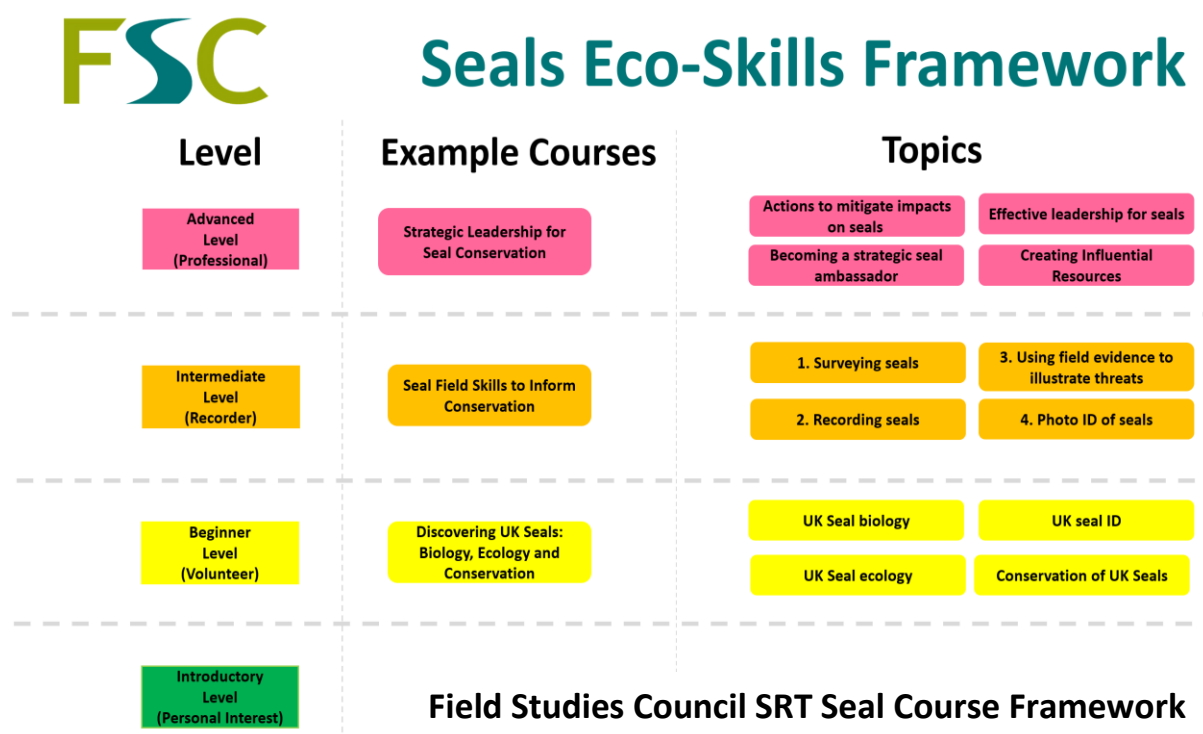 FSC
Seals Eco-Skills Framework
Level
Example Courses
Topics
Advanced
Level
(Professional)
Strategic Leadership for
Seal Conservation
Actions to mitigate impacts
on seals
Effective leadership for seals
Becoming a strategic seal
ambassador
Creating Influential
Resources
Intermediate
Level
(Recorder)
Seal Field Skills to Inform
Conservation
1. Surveying seals
3. Using field evidence to
illustrate threats
2. Recording seals
4. Photo ID of seals
Beginner
Level
(Volunteer)
Discovering UK Seals:
Biology, Ecology and
Conservation
UK Seal biology
UK seal ID
UK Seal ecology
Conservation of UK Seals
Introductory
Level
(Personal Interest)
Field Studies Council SRT Seal Course Framework